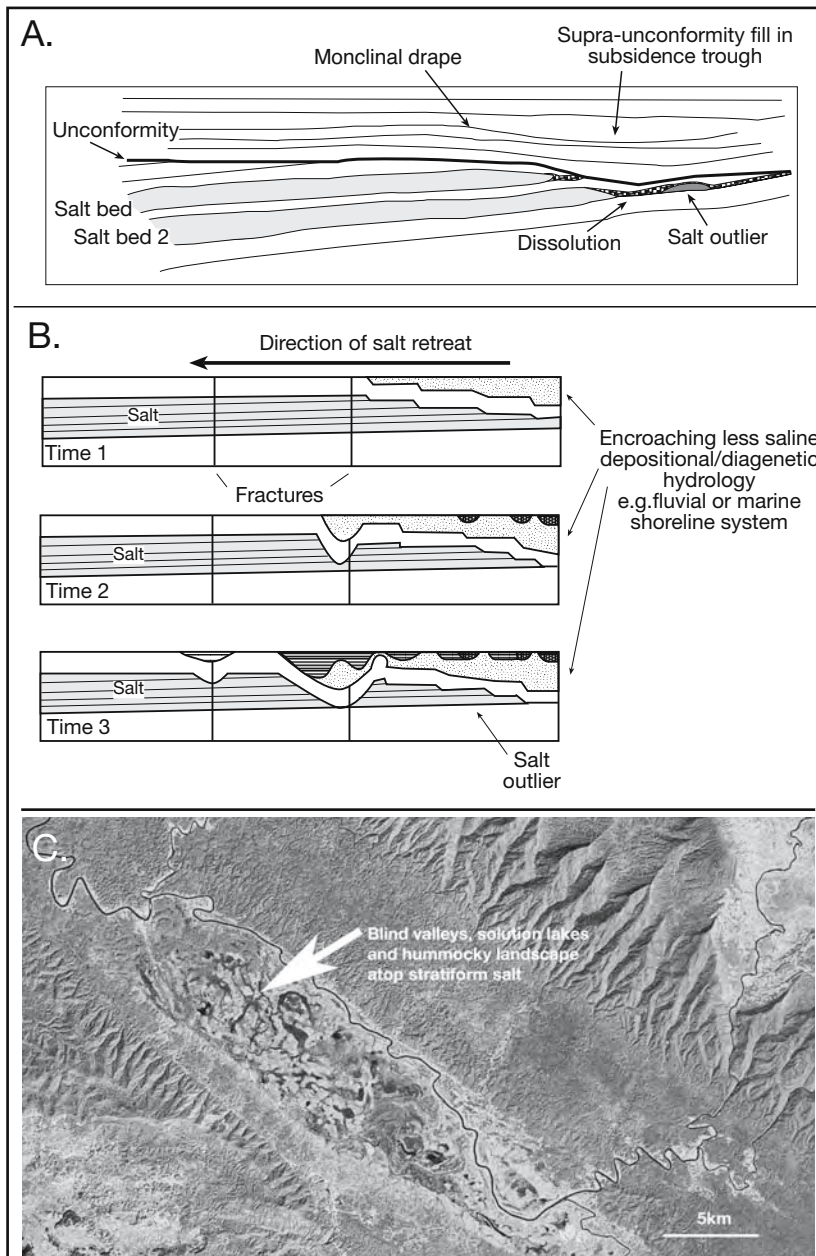 A.
Monclinal drape
Supra-unconformity fill in
subsidence trough
Unconformity
Salt bed
Salt bed 2
Dissolution
Salt outlier
B.
Direction of salt retreat
Salt
Time 1
Fractures
Encroaching less saline
depositional/diagenetic
hydrology
e.g.fluvial or marine
shoreline system
Salt
Time 2
Salt
Time 3
Salt
outlier
C.
Blind valleys, solution lakes
and hummocky landscape
atop stratiform salt
5km